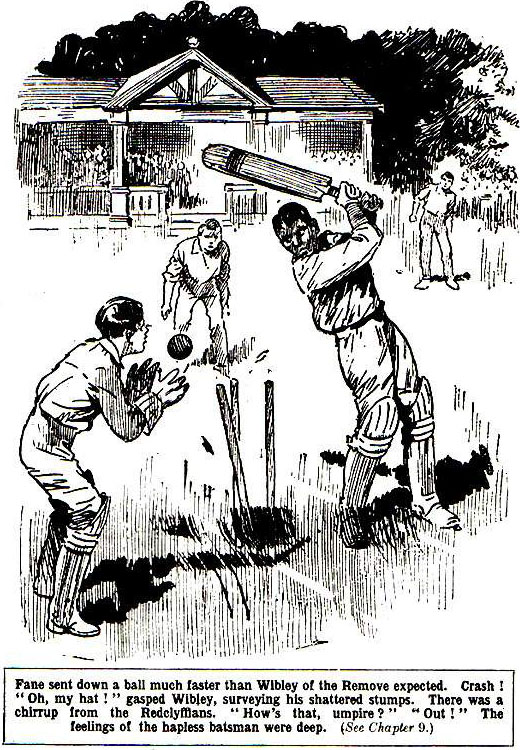 Fane sent down a ball much faster than Wibley of the Remove expected. Crash !
“ Oh, my hat ! ” gasped Wibley, surveying his shattered stumps. There was a
chirrup from the Redclyffians. “ How's that, umpire ? ” “ Out ! ” The
feelings of the hapless batsman were deep. (See Chapter 9.)